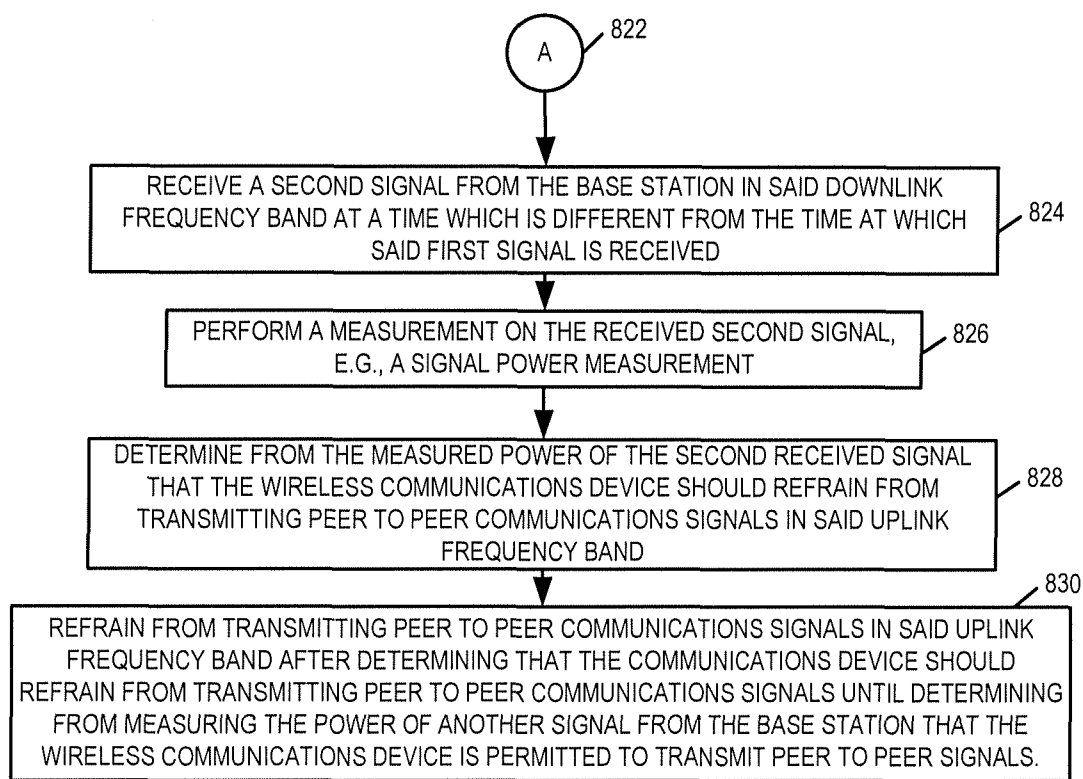 822
A
RECEIVE A SECOND SIGNAL FROM THE BASE STATION IN SAID DOWNLINK
FREQUENCY BAND AT A TIME WHICH IS DIFFERENT FROM THE TIME AT WHICH
SAID FIRST SIGNAL IS RECEIVED
824
PERFORM A MEASUREMENT ON THE RECEIVED SECOND SIGNAL,
E.G., A SIGNAL POWER MEASUREMENT
826
DETERMINE FROM THE MEASURED POWER OF THE SECOND RECEIVED SIGNAL
THAT THE WIRELESS COMMUNICATIONS DEVICE SHOULD REFRAIN FROM
TRANSMITTING PEER TO PEER COMMUNICATIONS SIGNALS IN SAID UPLINK
FREQUENCY BAND
828
830
REFRAIN FROM TRANSMITTING PEER TO PEER COMMUNICATIONS SIGNALS IN SAID UPLINK
FREQUENCY BAND AFTER DETERMINING THAT THE COMMUNICATIONS DEVICE SHOULD
REFRAIN FROM TRANSMITTING PEER TO PEER COMMUNICATIONS SIGNALS UNTIL DETERMINING
FROM MEASURING THE POWER OF ANOTHER SIGNAL FROM THE BASE STATION THAT THE
WIRELESS COMMUNICATIONS DEVICE IS PERMITTED TO TRANSMIT PEER TO PEER SIGNALS.